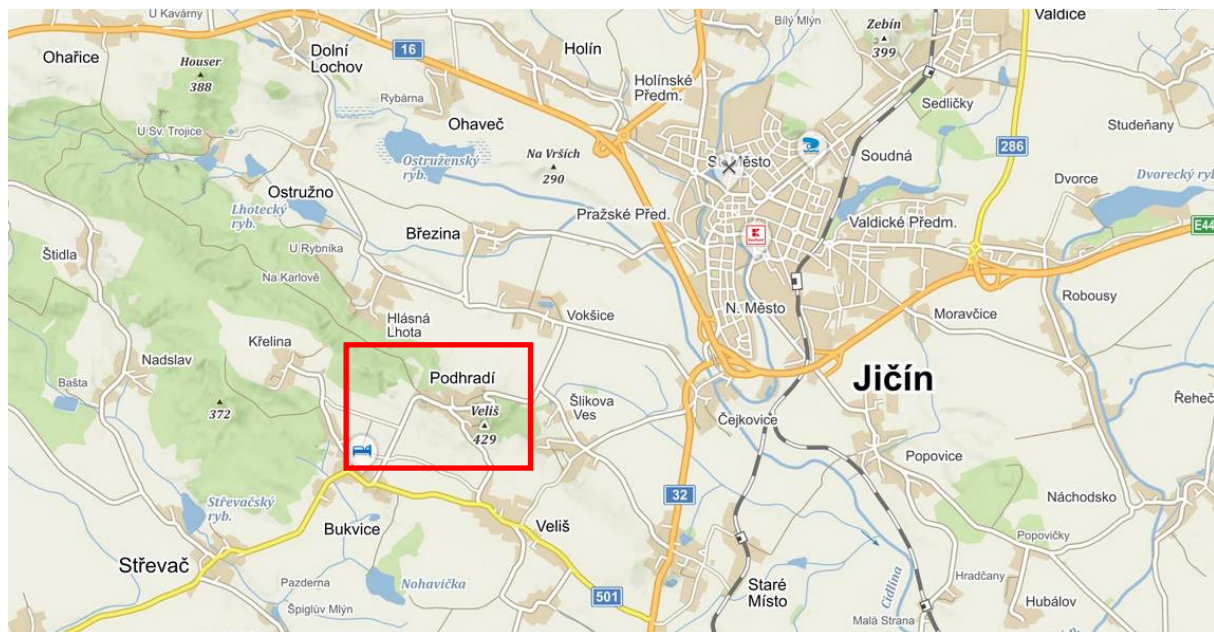 U Kavárny
Bílý Mlýn
Zebín
399
Valdice
Ohařice
Houser
388
Dolní
Lochov
16
Holín
Holínské
Předm.
Sedličky
Rybárna
U Sv. Trojice
Ohaveč
Studeňany
Ostruženský
ryb.
Na Vrších
290
Soudná
286
Dvorce
Dvorecký ryb
Ostružno
Lhotecký
ryb.
Pražské Před.
Valdické Předm.
E44
Štidla
U Rybníka
Březina
Kaufland
Na Karlově
Robousy
Hlásná
Lhota
Vokšice
N. Město
Moravčice
Křelina
Nadslav
Podhradí
Jičín
Bašta
372
Veliš
429
Šlikova
Ves
Čejkovice
Řeheč
Popovice
Střevačský
ryb.
32
Náchodsko
Bukvice
Veliš
Popovičky
Střevač
Pazderna
Nohavička
Staré
Místo
Cidlina
Hradčany
Špiglův Mlýn
501
Hubálov
Malá Strana